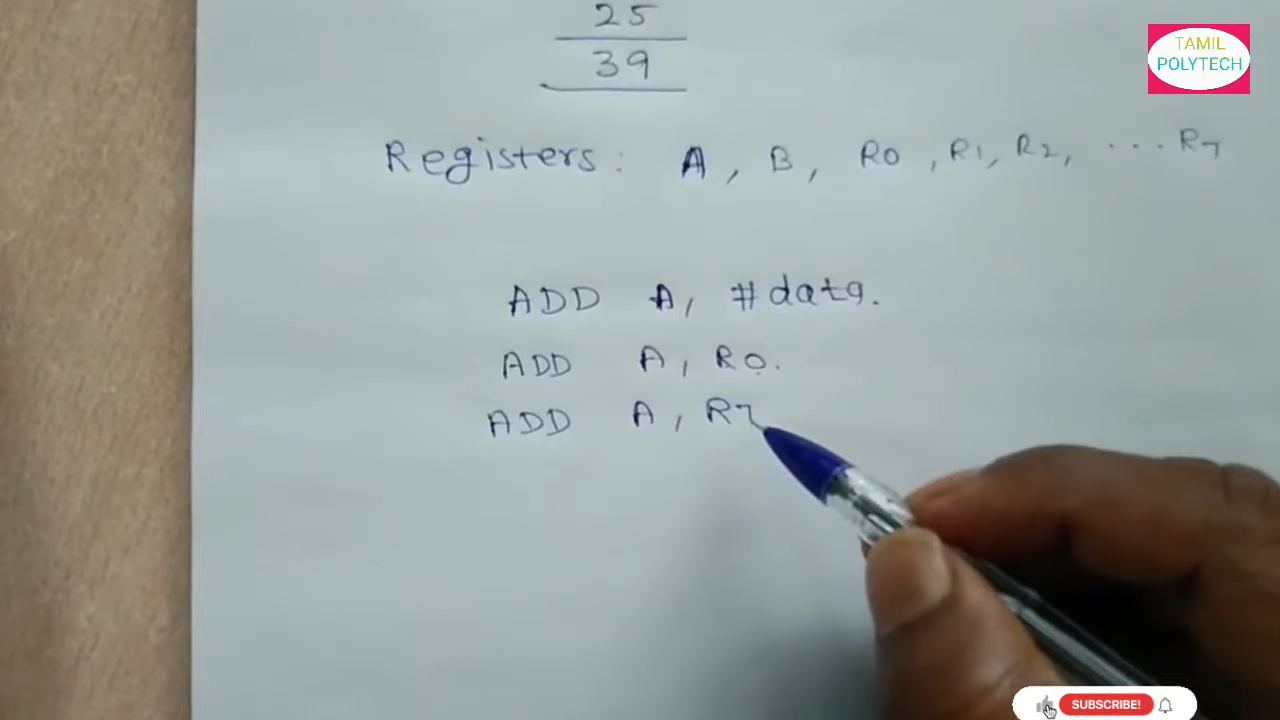 25
39
TAMIL
POLYTECH
Registers: A, B, R0, R1, R2, ... R7
ADD A, #data.
ADD A, R0.
ADD A, R7
SUBSCRIBE!